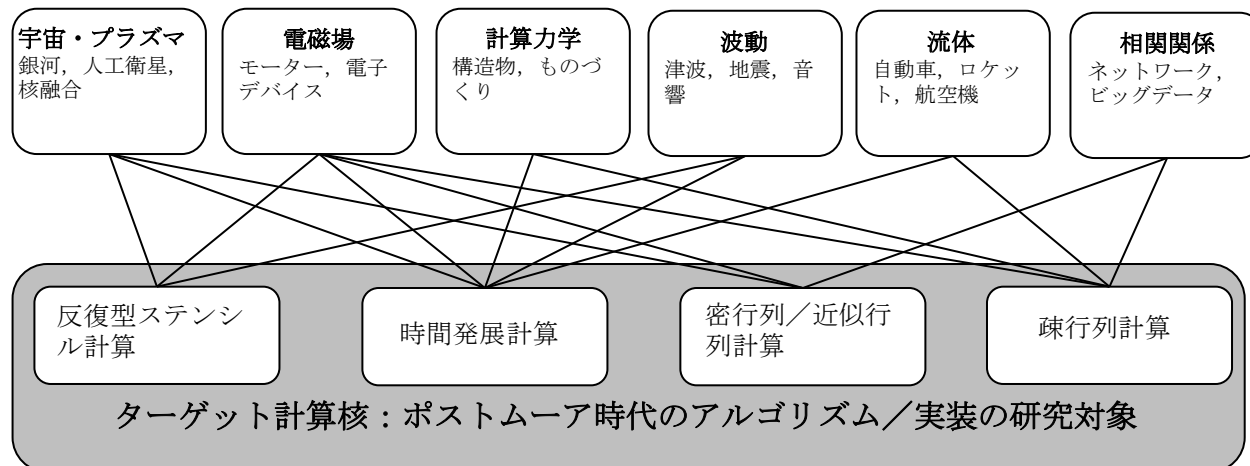 宇宙・プラズマ
銀河，人工衛星，
核融合
電磁場
モーター，電子
デバイス
計算力学
構造物，ものづ
くり
波動
津波，地震，音
響
流体
自動車，ロケッ
ト，航空機
相関関係
ネットワーク，
ビッグデータ
反復型ステンシ
ル計算
時間発展計算
密行列／近似行
列計算
疎行列計算
ターゲット計算核：ポストムーア時代のアルゴリズム／実装の研究対象